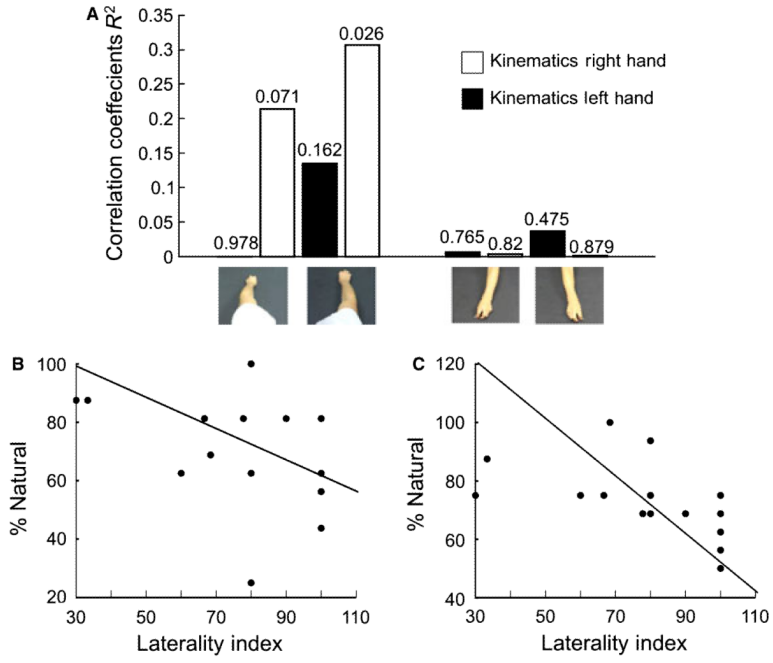 A
Correlation coeffecients R²
0.35
0.3
0.25
0.2
0.15
0.1
0.05
0
0.978
0.071
0.162
0.026
0.765
0.82
0.475
0.879
Kinematics right hand
Kinematics left hand
B
% Natural
100
80
60
40
20
30 50 70 90 110
Laterality index
C
% Natural
120
100
80
60
40
30 50 70 90 110
Laterality index